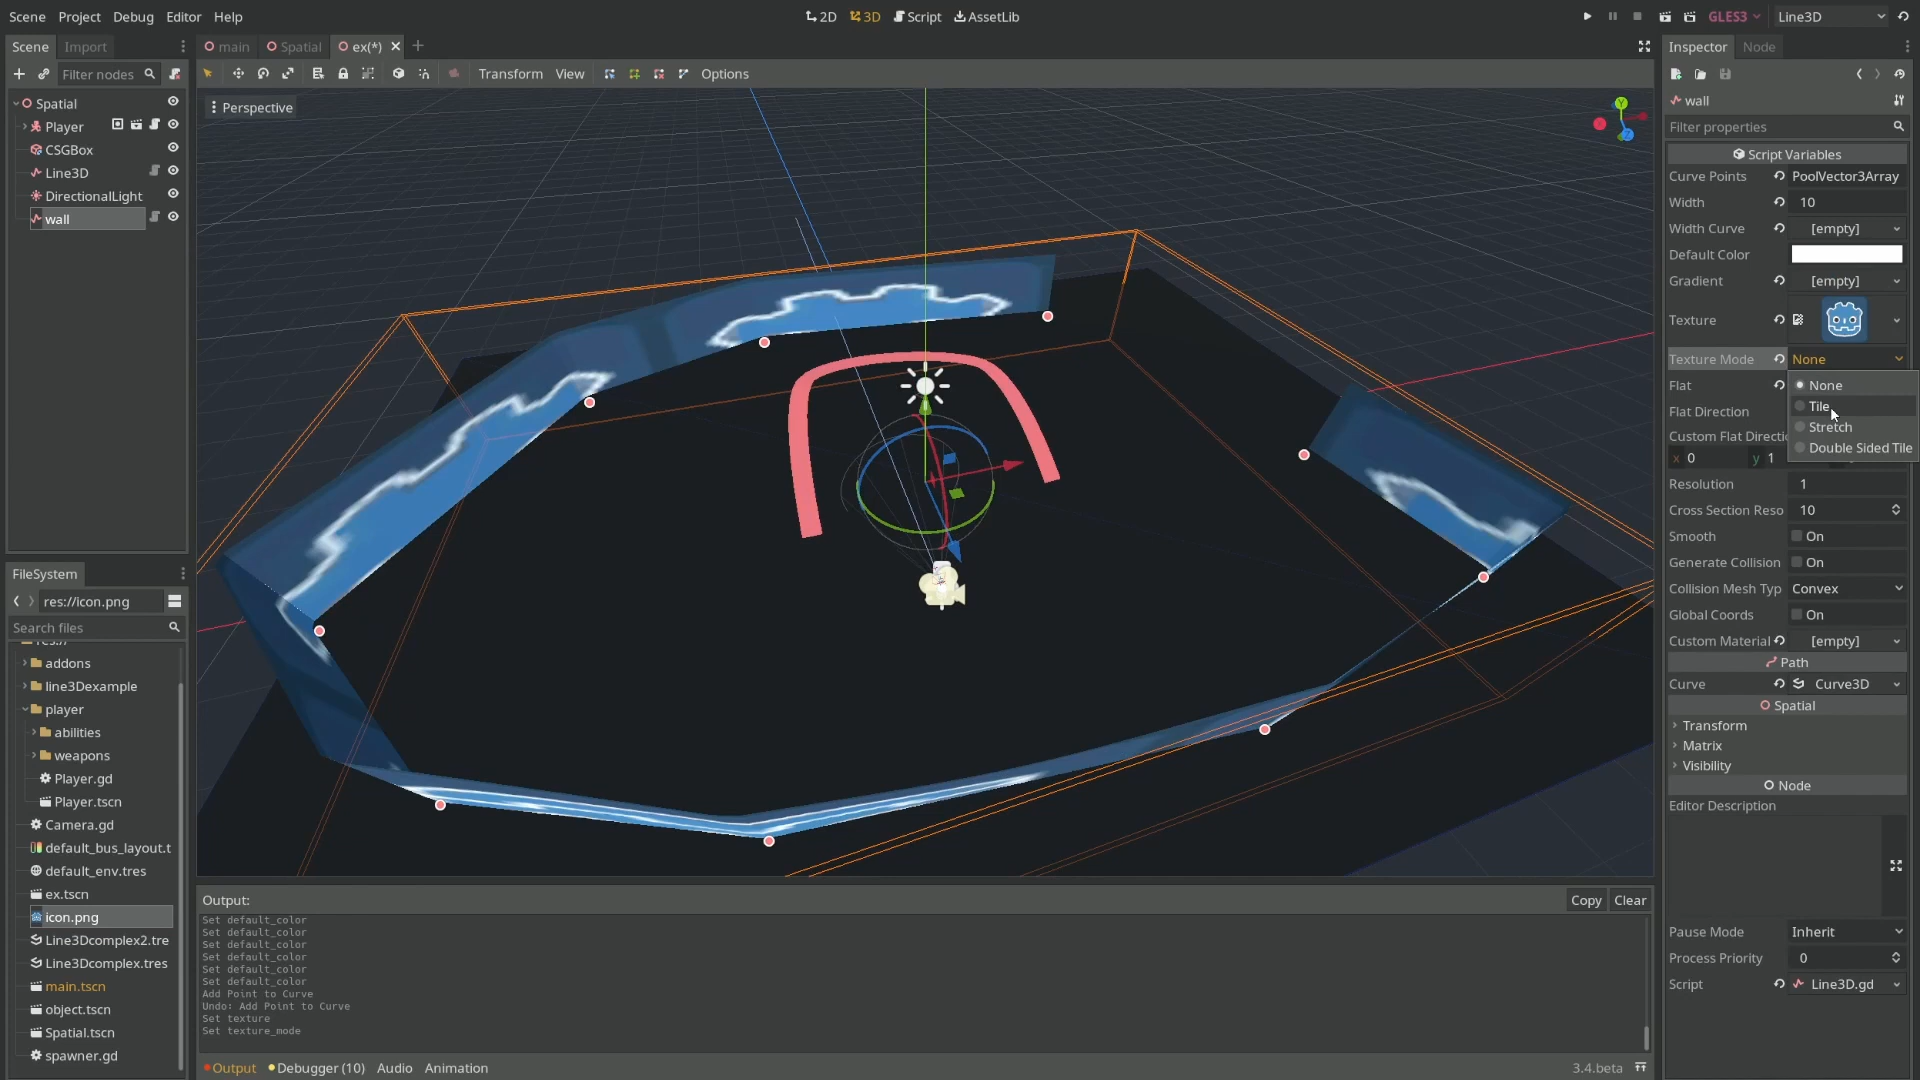 Scene Project Debug Editor Help
2D 3D Script AssetLib
GLES3 Line3D
Scene Import
main Spatial ex(*)
Inspector Node
Filter nodes
Transform View Options
Perspective
Spatial
Player
CSGBox
Line3D
DirectionalLight
wall
FileSystem
res://icon.png
Search files
res://
addons
line3Dexample
player
abilities
weapons
Player.gd
Player.tscn
Camera.gd
default_bus_layout.t
default_env.tres
ex.tscn
icon.png
Line3Dcomplex2.tre
Line3Dcomplex.tres
main.tscn
object.tscn
Spatial.tscn
spawner.gd
Y
Output:
Copy Clear
Set default_color
Set default_color
Set default_color
Set default_color
Set default_color
Set default_color
Add Point to Curve
Undo: Add Point to Curve
Set texture
Set texture_mode
Output Debugger (10) Audio Animation
3.4.beta
wall
Filter properties
Script Variables
Curve Points PoolVector3Array
Width 10
Width Curve [empty]
Default Color
Gradient [empty]
Texture
Texture Mode None
None
Tile
Stretch
Double Sided Tile
Flat
Flat Direction
Custom Flat Directi
x 0 y 1
Resolution 1
Cross Section Reso 10
Smooth On
Generate Collision On
Collision Mesh Typ Convex
Global Coords On
Custom Material [empty]
Path
Curve Curve3D
Spatial
Transform
Matrix
Visibility
Node
Editor Description
Pause Mode Inherit
Process Priority 0
Script Line3D.gd